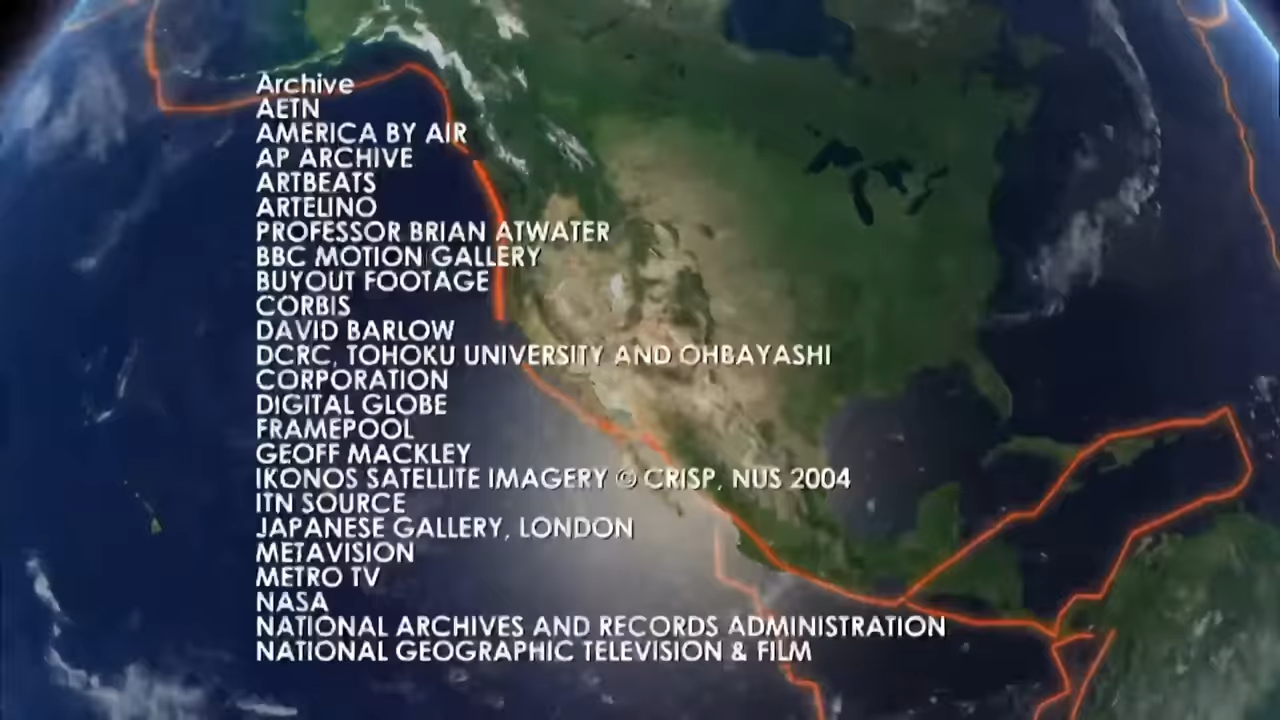 Archive
AETN
AMERICA BY AIR
AP ARCHIVE
ARTBEATS
ARTELINO
PROFESSOR BRIAN ATWATER
BBC MOTION GALLERY
BUYOUT FOOTAGE
CORBIS
DAVID BARLOW
DCRC, TOHOKU UNIVERSITY AND OHBAYASHI
CORPORATION
DIGITAL GLOBE
FRAMEPOOL
GEOFF MACKLEY
IKONOS SATELLITE IMAGERY © CRISP, NUS 2004
ITN SOURCE
JAPANESE GALLERY, LONDON
METAVISION
METRO TV
NASA
NATIONAL ARCHIVES AND RECORDS ADMINISTRATION
NATIONAL GEOGRAPHIC TELEVISION & FILM